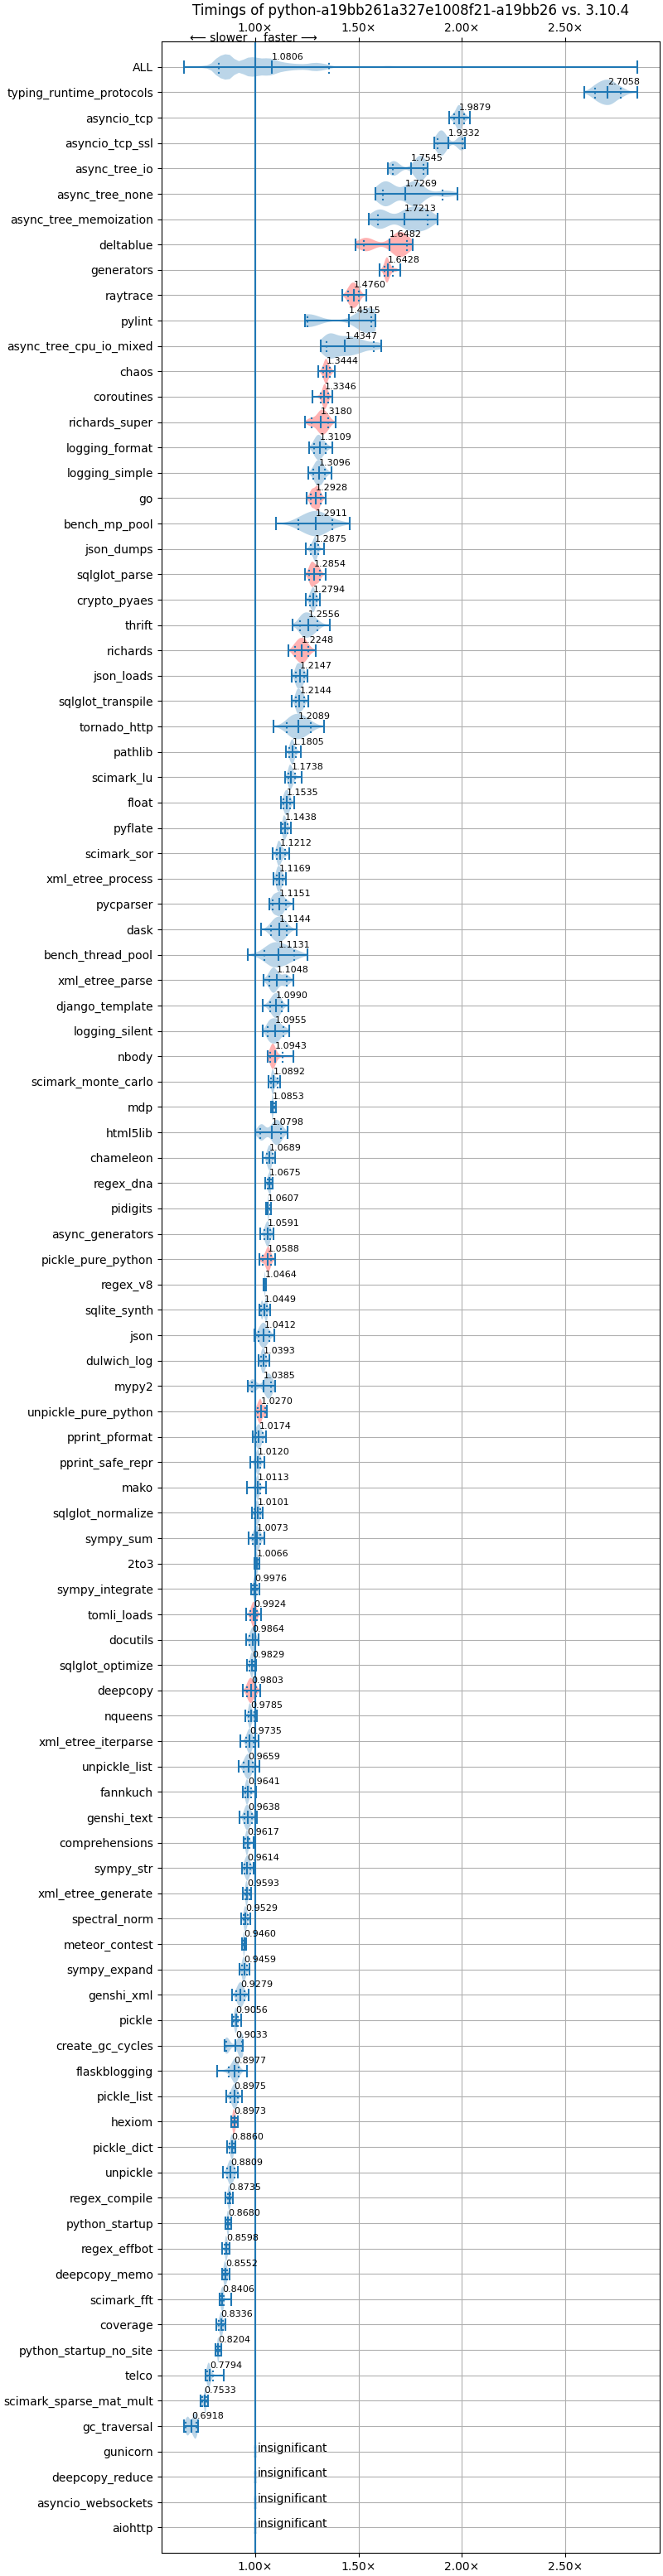 Timings of python-a19bb261a327e1008f21-a19bb26 vs. 3.10.4
1.00× 1.50× 2.00× 2.50×
⟵ slower faster ⟶
ALL 1.0806
typing_runtime_protocols 2.7058
asyncio_tcp 1.9879
asyncio_tcp_ssl 1.9332
async_tree_io 1.7545
async_tree_none 1.7269
async_tree_memoization 1.7213
deltablue 1.6482
generators 1.6428
raytrace 1.4760
pylint 1.4515
async_tree_cpu_io_mixed 1.4347
chaos 1.3444
coroutines 1.3346
richards_super 1.3180
logging_format 1.3109
logging_simple 1.3096
go 1.2928
bench_mp_pool 1.2911
json_dumps 1.2875
sqlglot_parse 1.2854
crypto_pyaes 1.2794
thrift 1.2556
richards 1.2248
json_loads 1.2147
sqlglot_transpile 1.2144
tornado_http 1.2089
pathlib 1.1805
scimark_lu 1.1738
float 1.1535
pyflate 1.1438
scimark_sor 1.1212
xml_etree_process 1.1169
pycparser 1.1151
dask 1.1144
bench_thread_pool 1.1131
xml_etree_parse 1.1048
django_template 1.0990
logging_silent 1.0955
nbody 1.0943
scimark_monte_carlo 1.0892
mdp 1.0853
html5lib 1.0798
chameleon 1.0689
regex_dna 1.0675
pidigits 1.0607
async_generators 1.0591
pickle_pure_python 1.0588
regex_v8 1.0464
sqlite_synth 1.0449
json 1.0412
dulwich_log 1.0393
mypy2 1.0385
unpickle_pure_python 1.0270
pprint_pformat 1.0174
pprint_safe_repr 1.0120
mako 1.0113
sqlglot_normalize 1.0101
sympy_sum 1.0073
2to3 1.0066
sympy_integrate 0.9976
tomli_loads 0.9924
docutils 0.9864
sqlglot_optimize 0.9829
deepcopy 0.9803
nqueens 0.9785
xml_etree_iterparse 0.9735
unpickle_list 0.9659
fannkuch 0.9641
genshi_text 0.9638
comprehensions 0.9617
sympy_str 0.9614
xml_etree_generate 0.9593
spectral_norm 0.9529
meteor_contest 0.9460
sympy_expand 0.9459
genshi_xml 0.9279
pickle 0.9056
create_gc_cycles 0.9033
flaskblogging 0.8977
pickle_list 0.8975
hexiom 0.8973
pickle_dict 0.8860
unpickle 0.8809
regex_compile 0.8735
python_startup 0.8680
regex_effbot 0.8598
deepcopy_memo 0.8552
scimark_fft 0.8406
coverage 0.8336
python_startup_no_site 0.8204
telco 0.7794
scimark_sparse_mat_mult 0.7533
gc_traversal 0.6918
gunicorn insignificant
deepcopy_reduce insignificant
asyncio_websockets insignificant
aiohttp insignificant
1.00× 1.50× 2.00× 2.50×